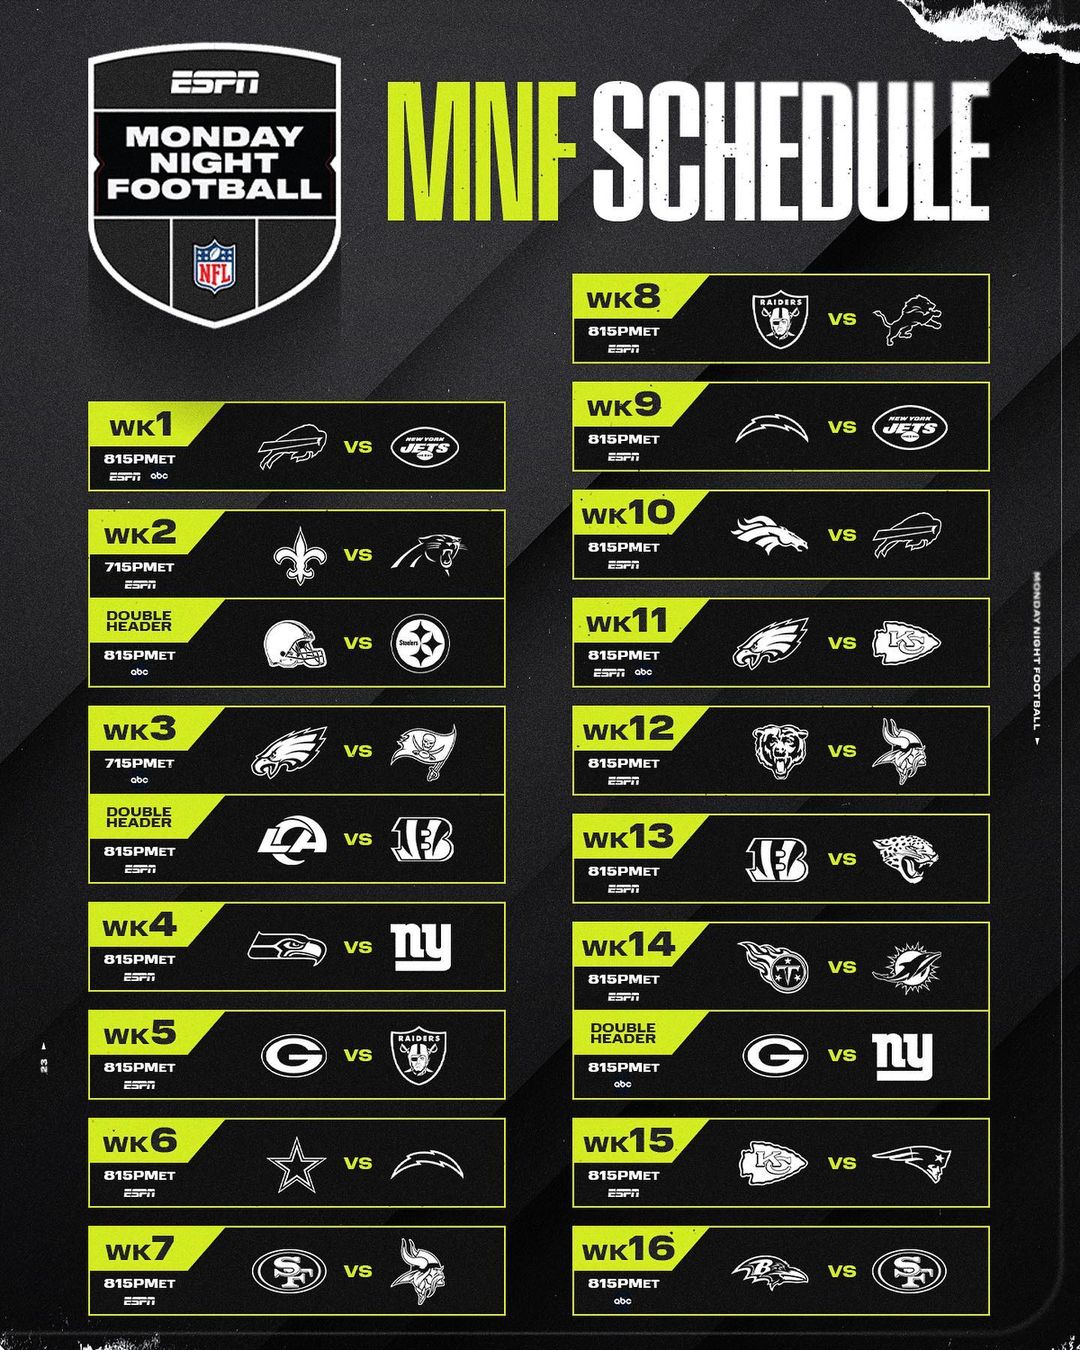 ESPN
MONDAY
NIGHT
FOOTBALL
NFL
MNF SCHEDULE
WK1
815PMET
ESPN abc
VS
NEW YORK
JETS
WK2
715PMET
ESPN
VS
DOUBLE
HEADER
815PMET
abc
VS
Steelers
WK3
715PMET
abc
VS
DOUBLE
HEADER
815PMET
ESPN
LA
VS
B
WK4
815PMET
ESPN
VS
ny
WK5
815PMET
ESPN
G
VS
RAIDERS
WK6
815PMET
ESPN
VS
WK7
815PMET
ESPN
SF
VS
WK8
815PMET
ESPN
RAIDERS
VS
WK9
815PMET
ESPN
VS
NEW YORK
JETS
WK10
815PMET
ESPN
VS
WK11
815PMET
ESPN abc
VS
KC
WK12
815PMET
ESPN
VS
WK13
815PMET
ESPN
B
VS
WK14
815PMET
ESPN
T
VS
DOUBLE
HEADER
815PMET
abc
G
VS
ny
WK15
815PMET
ESPN
KC
VS
WK16
815PMET
abc
B
VS
SF
MONDAY NIGHT FOOTBALL
23